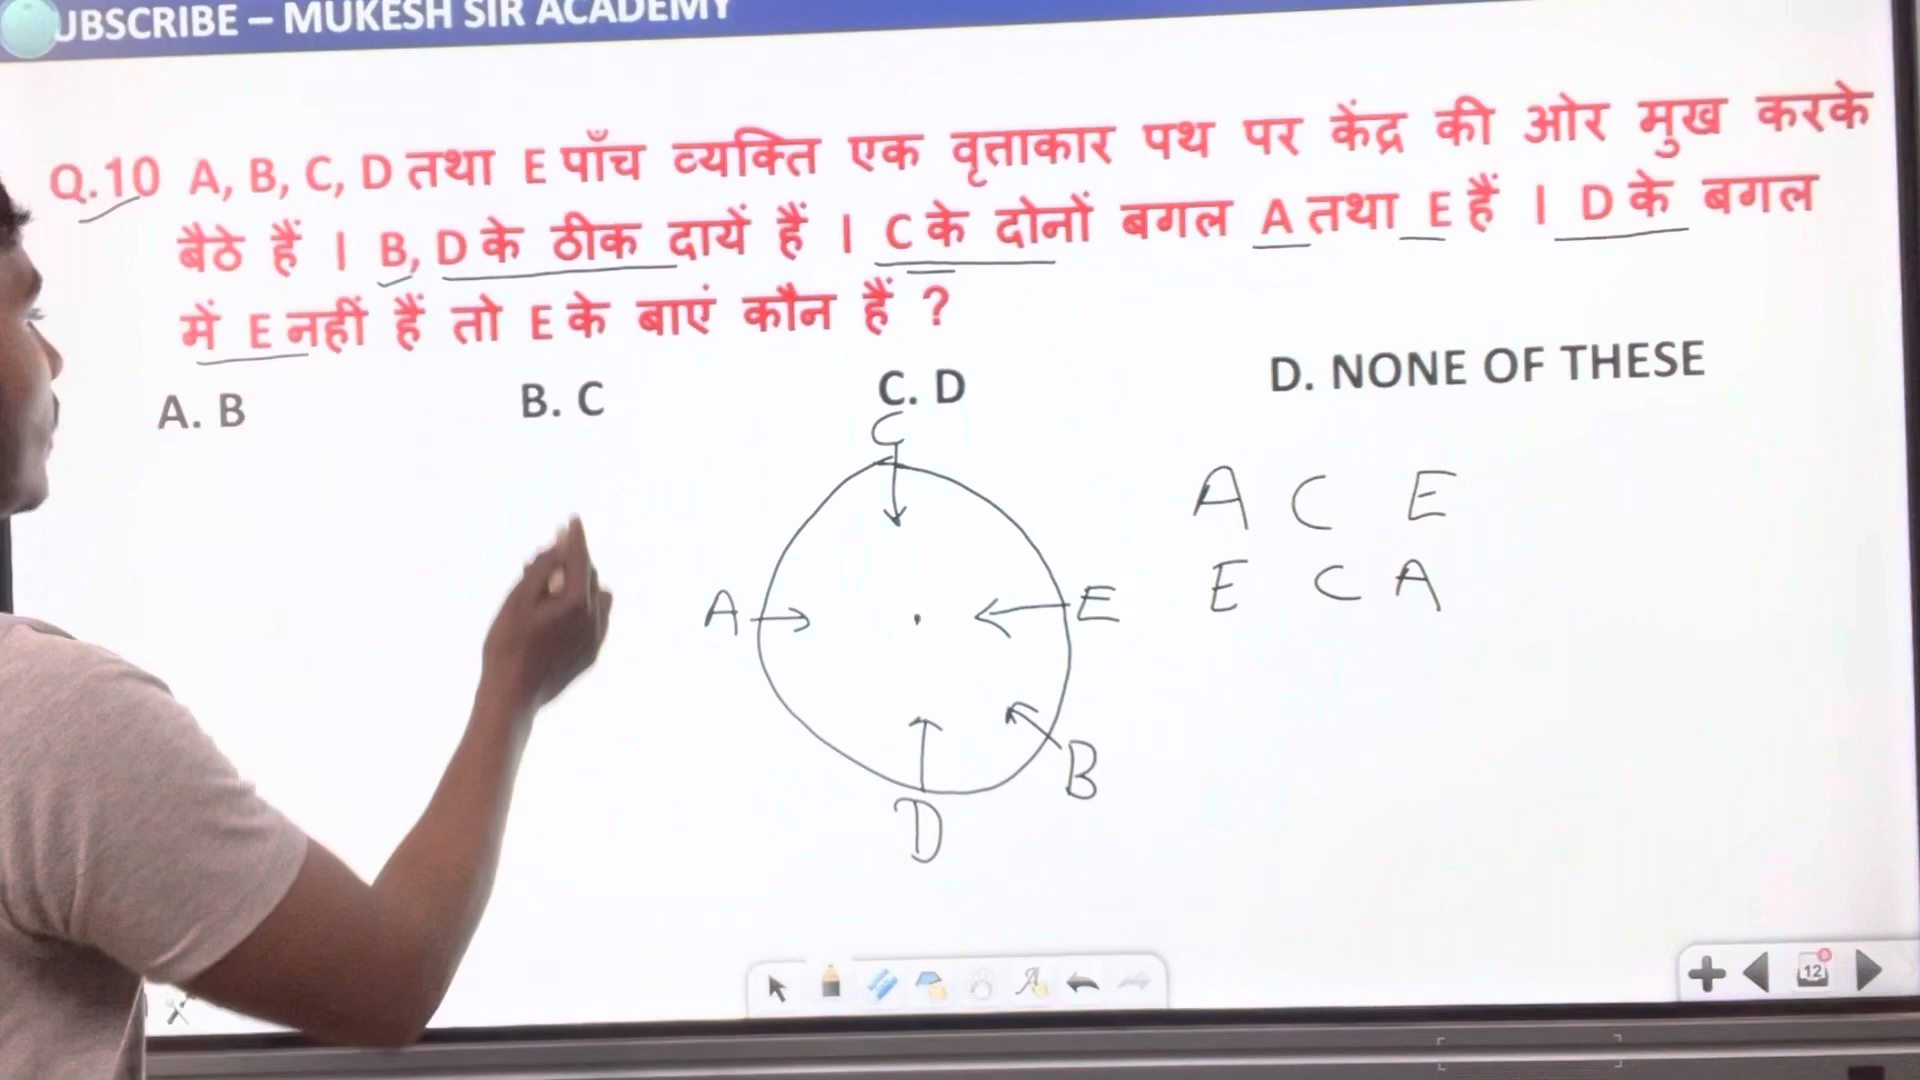 UBSCRIBE – MUKESH SIR ACADEMY
Q.10 A, B, C, D तथा E पाँच व्यक्ति एक वृत्ताकार पथ पर केंद्र की ओर मुख करके
बैठे हैं । B, D के ठीक दायें हैं । C के दोनों बगल A तथा E हैं । D के बगल
में E नहीं हैं तो E के बाएं कौन हैं ?
A. B B. C C. D D. NONE OF THESE
C
A C E
E C A
A E
B
D
12